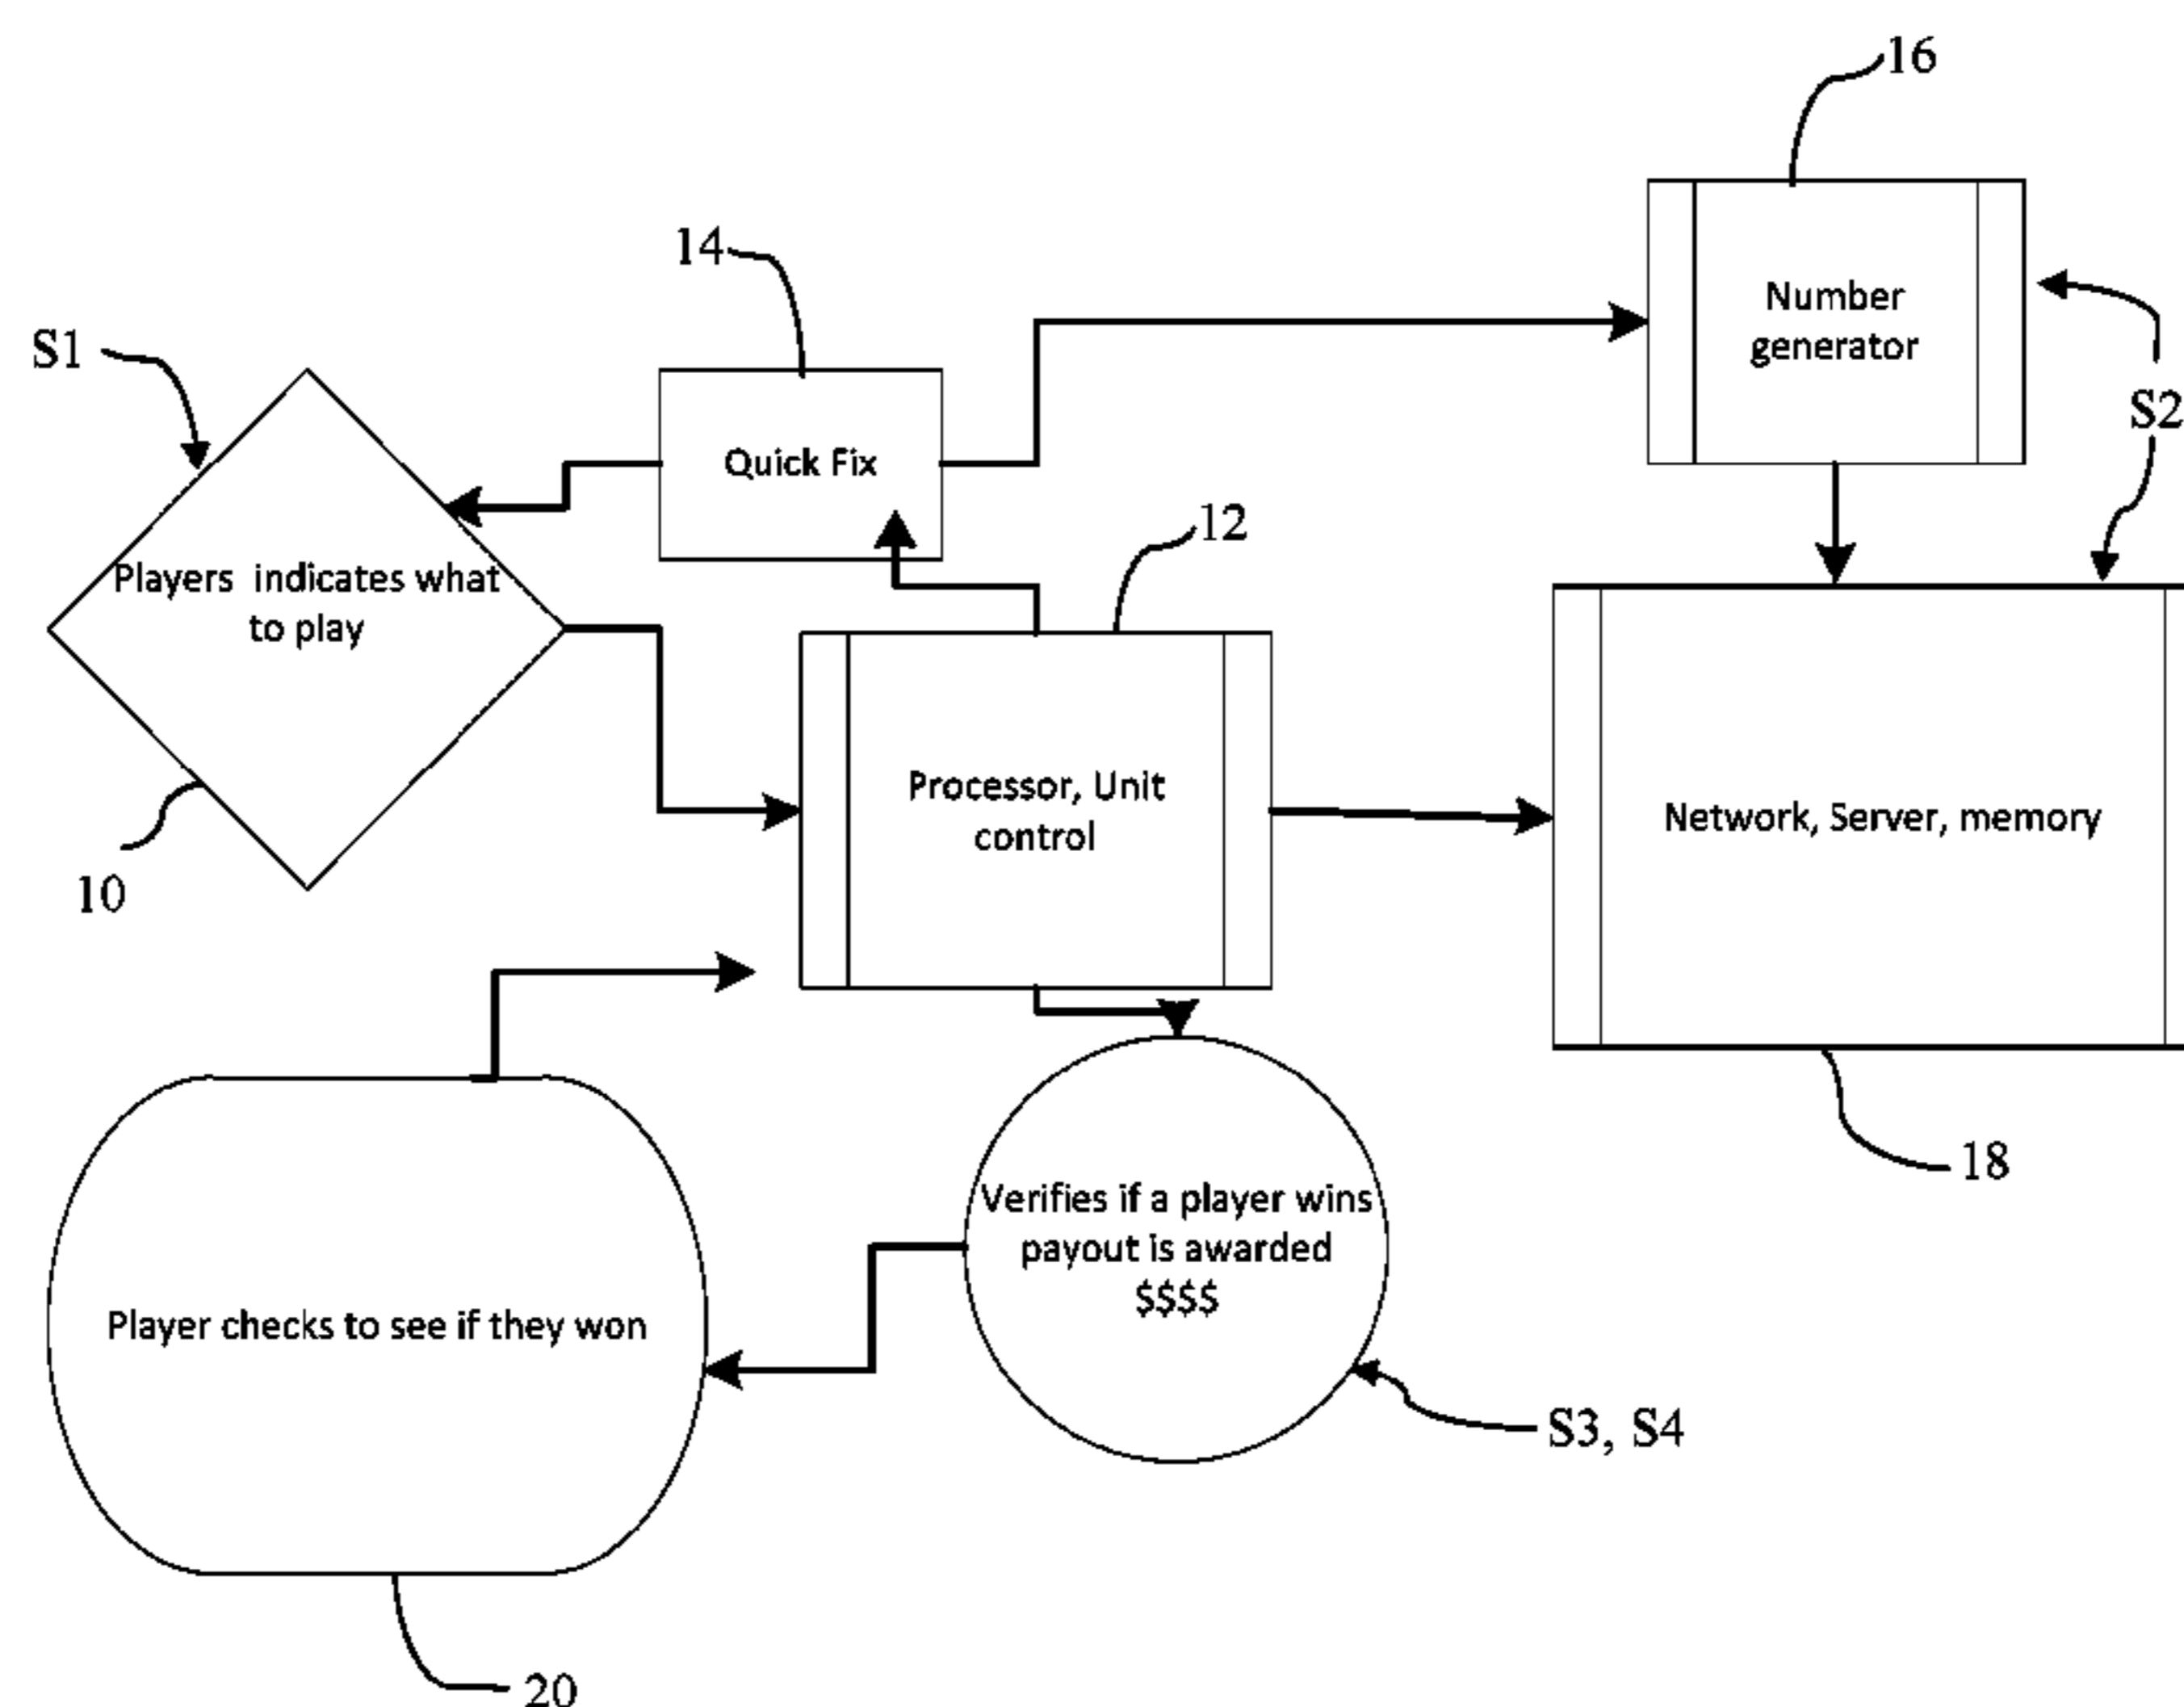 16
14
Number
generator
S1
S2
Quick Fix
12
Players indicates what
to play
Processor, Unit
control
Network, Server, memory
10
18
Verifies if a player wins
payout is awarded
$$$$
Player checks to see if they won
S3, S4
20